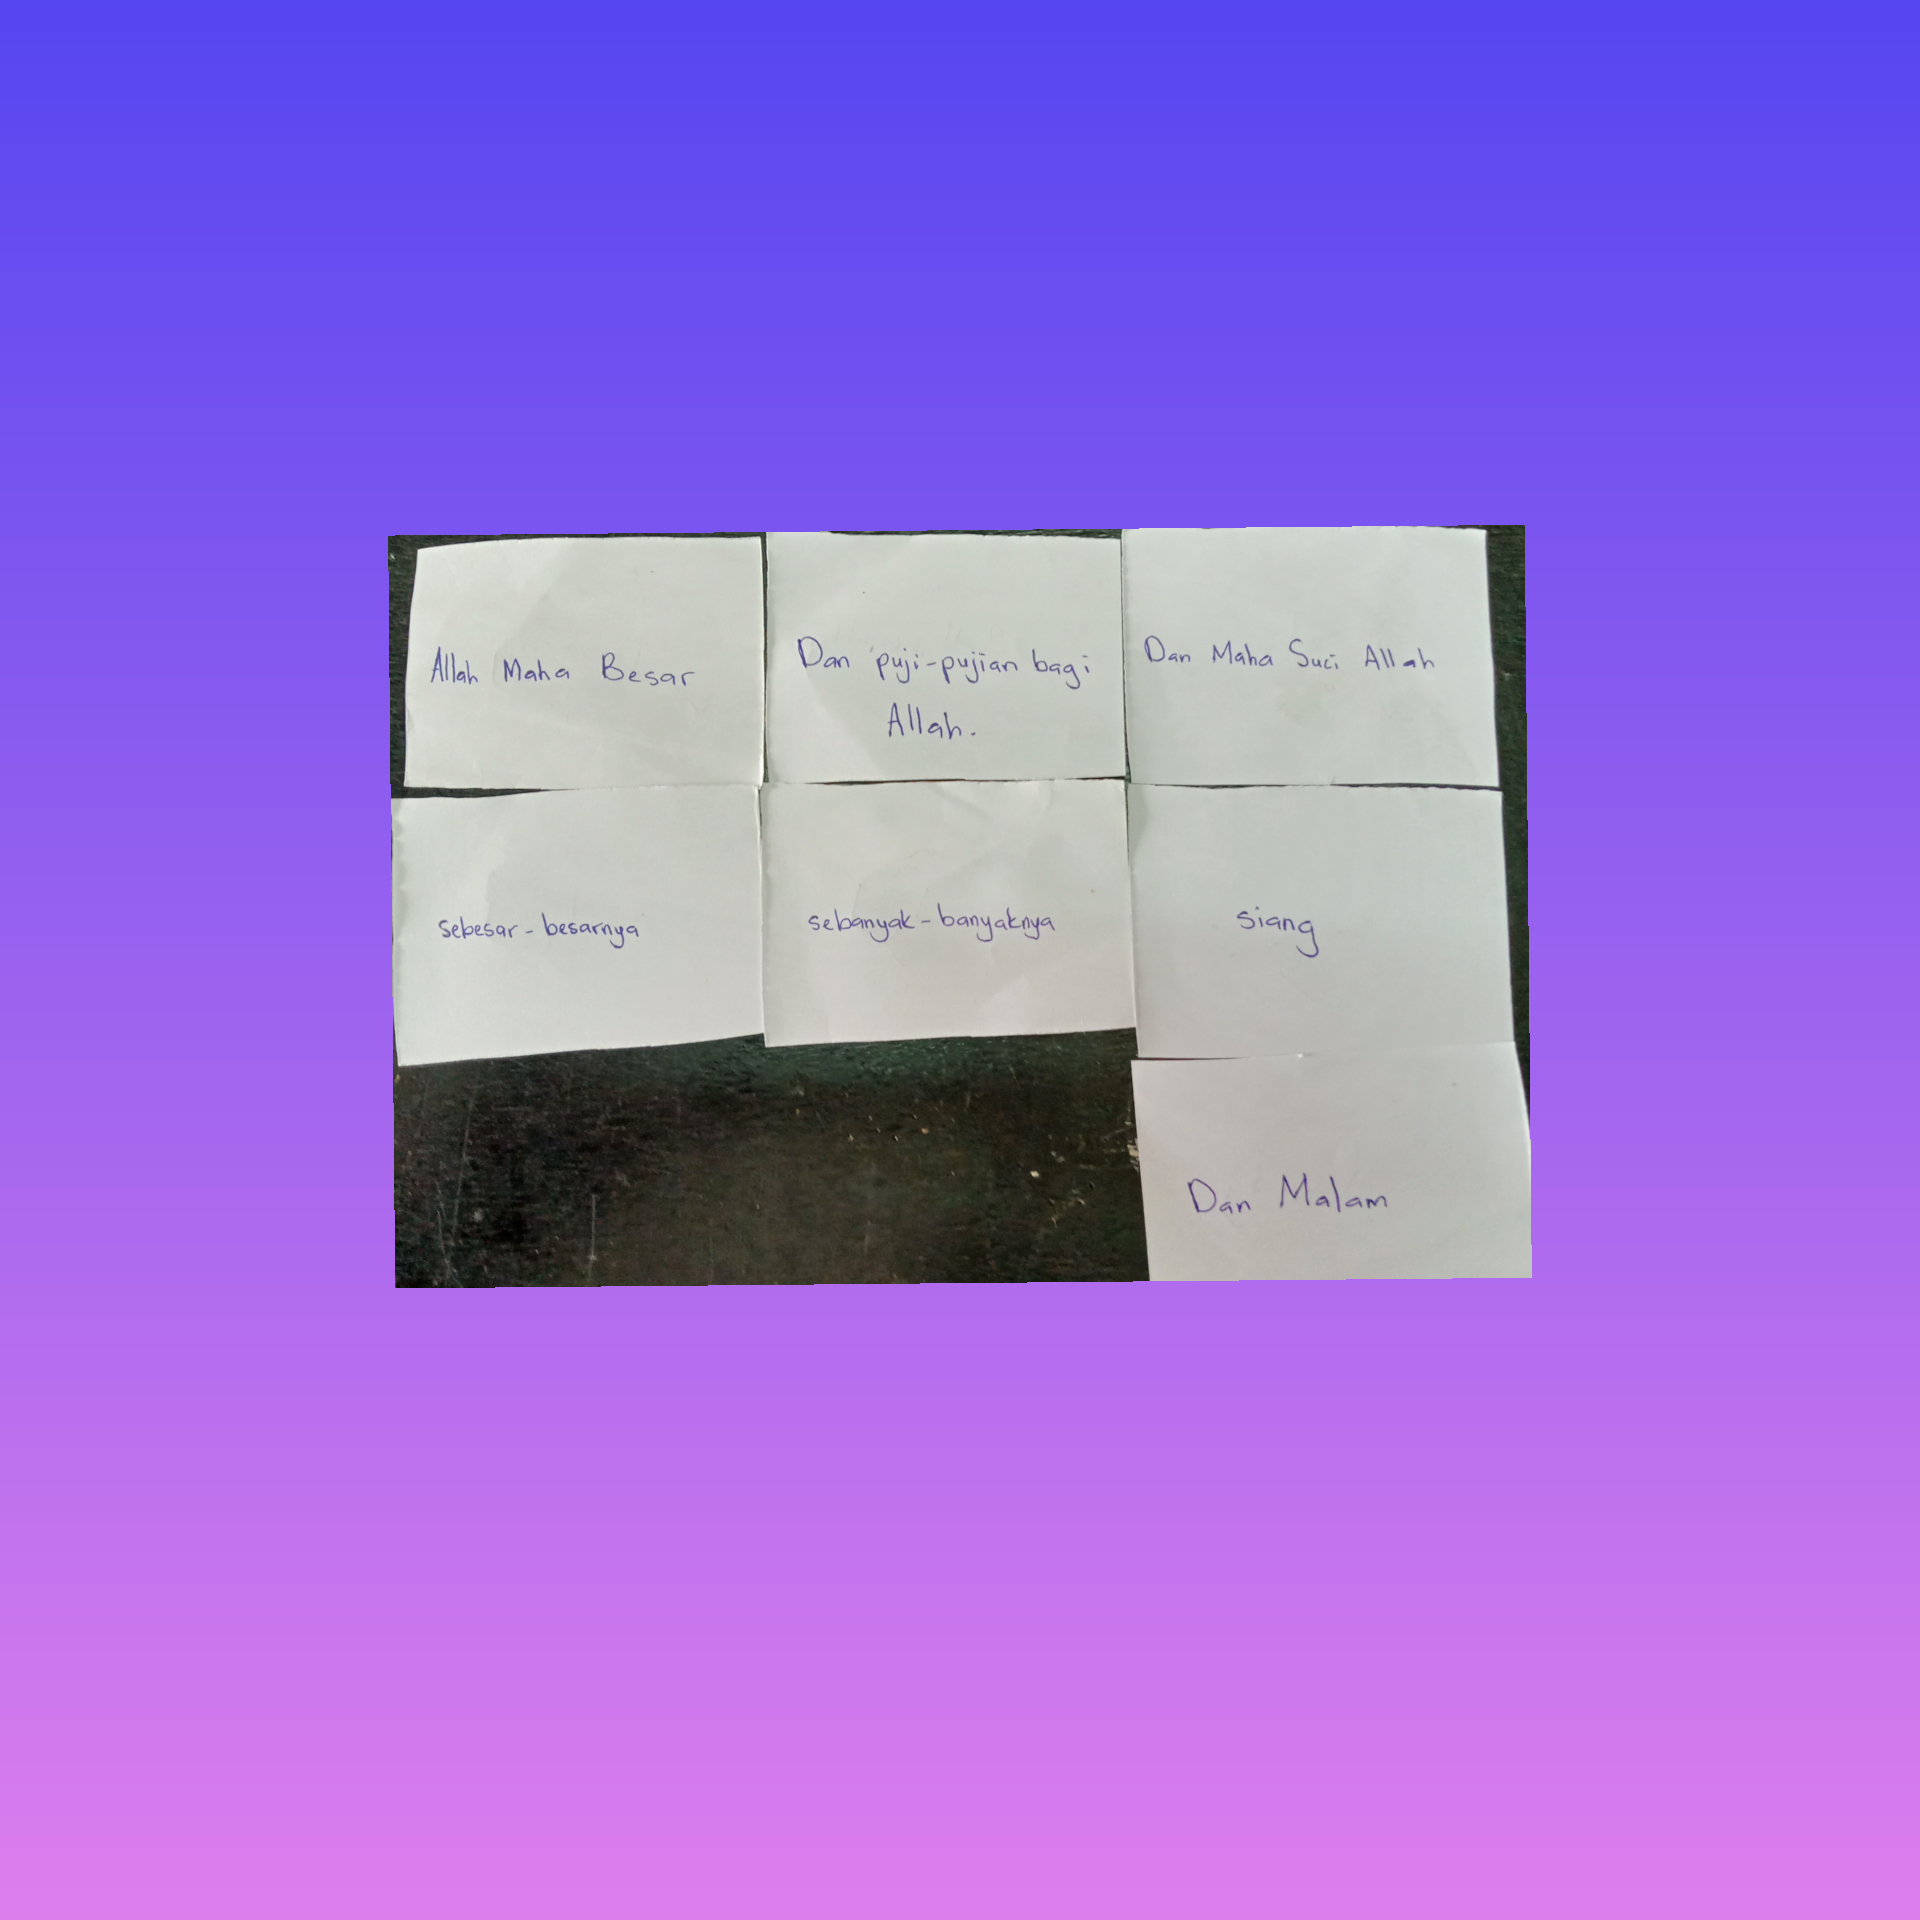 Allah Maha Besar
Dan puji-pujian bagi
Allah.
Dan Maha Suci Allah
sebesar-besarnya
sebanyak-banyaknya
siang
Dan Malam